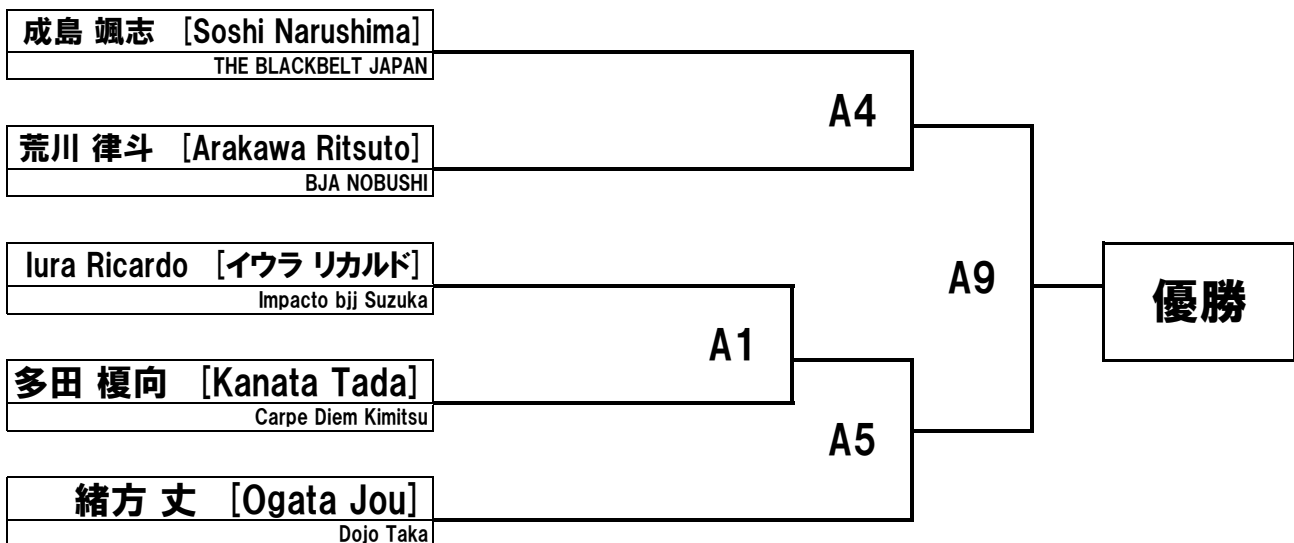 成島 颯志 [Soshi Narushima]
THE BLACKBELT JAPAN
A4
荒川 律斗 [Arakawa Ritsuto]
BJA NOBUSHI
Iura Ricardo [イウラ リカルド]
Impacto bjj Suzuka
A9
優勝
A1
多田 榎向 [Kanata Tada]
Carpe Diem Kimitsu
A5
緒方 丈 [Ogata Jou]
Dojo Taka